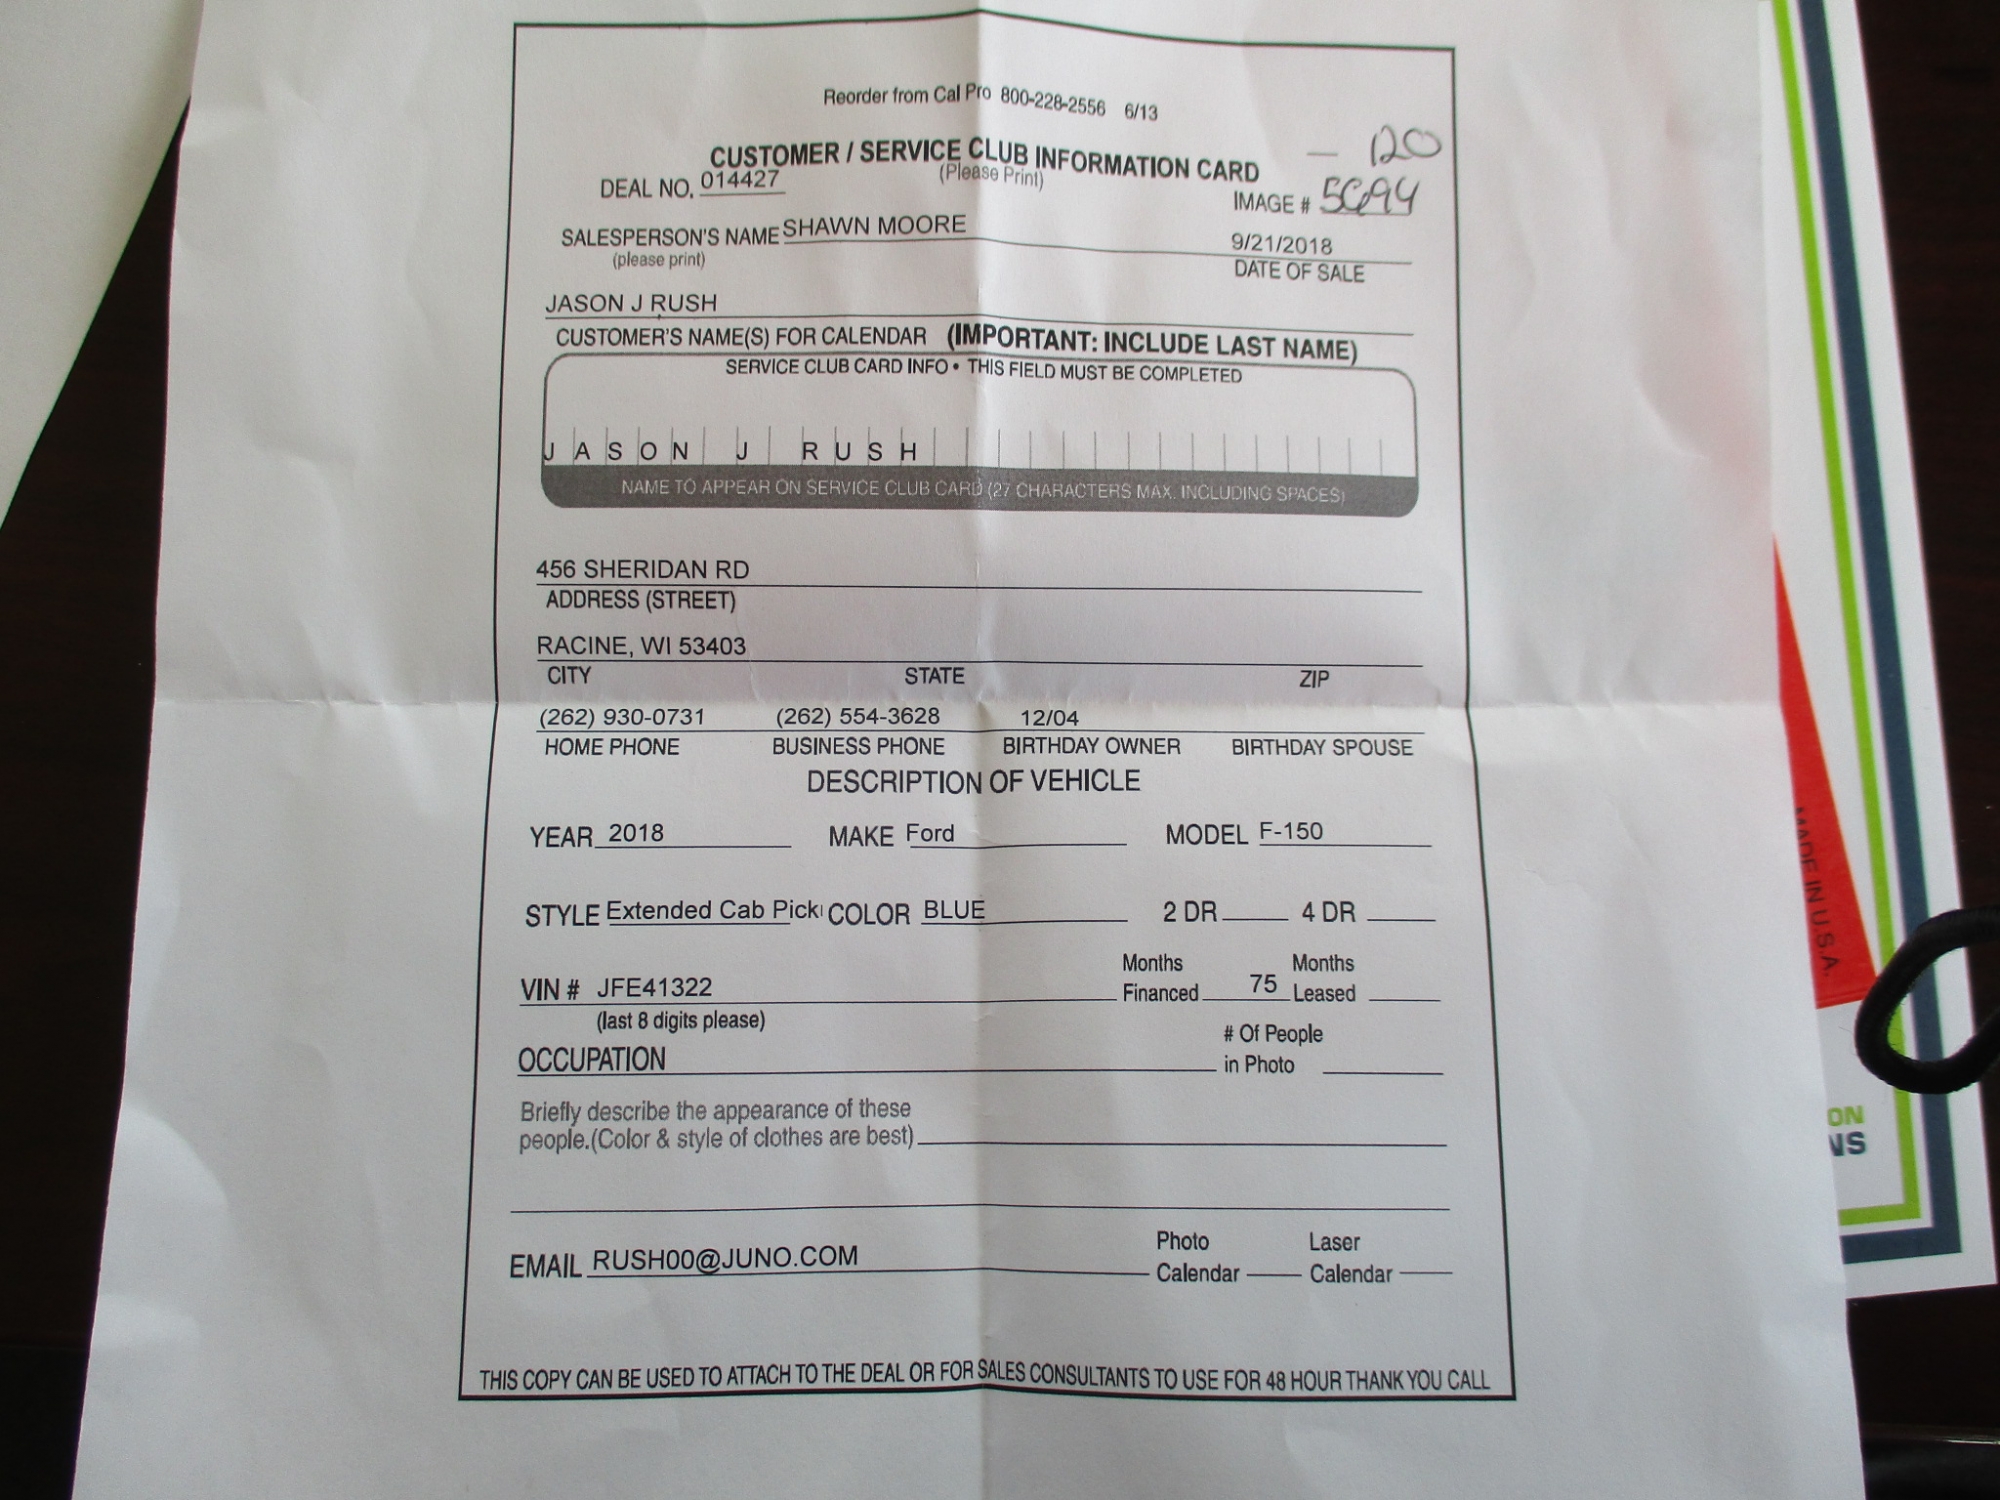 Reorder from Cal Pro 800-228-2556 6/13
— 120
CUSTOMER / SERVICE CLUB INFORMATION CARD
(Please Print)
DEAL NO. 014427
IMAGE # 5694
SALESPERSON'S NAME SHAWN MOORE
(please print)
9/21/2018
DATE OF SALE
JASON J RUSH
CUSTOMER'S NAME(S) FOR CALENDAR (IMPORTANT: INCLUDE LAST NAME)
SERVICE CLUB CARD INFO • THIS FIELD MUST BE COMPLETED
JASON J RUSH
NAME TO APPEAR ON SERVICE CLUB CARD (27 CHARACTERS MAX. INCLUDING SPACES)
456 SHERIDAN RD
ADDRESS (STREET)
RACINE, WI 53403
CITY STATE ZIP
(262) 930-0731 (262) 554-3628 12/04
HOME PHONE BUSINESS PHONE BIRTHDAY OWNER BIRTHDAY SPOUSE
DESCRIPTION OF VEHICLE
YEAR 2018 MAKE Ford MODEL F-150
STYLE Extended Cab Pick COLOR BLUE 2 DR 4 DR
VIN # JFE41322
(last 8 digits please)
Months Financed 75 Months Leased
OCCUPATION
# Of People
in Photo
Briefly describe the appearance of these
people.(Color & style of clothes are best)
EMAIL RUSH00@JUNO.COM
Photo Calendar
Laser Calendar
THIS COPY CAN BE USED TO ATTACH TO THE DEAL OR FOR SALES CONSULTANTS TO USE FOR 48 HOUR THANK YOU CALL
MADE IN U.S.A.
ON
NS